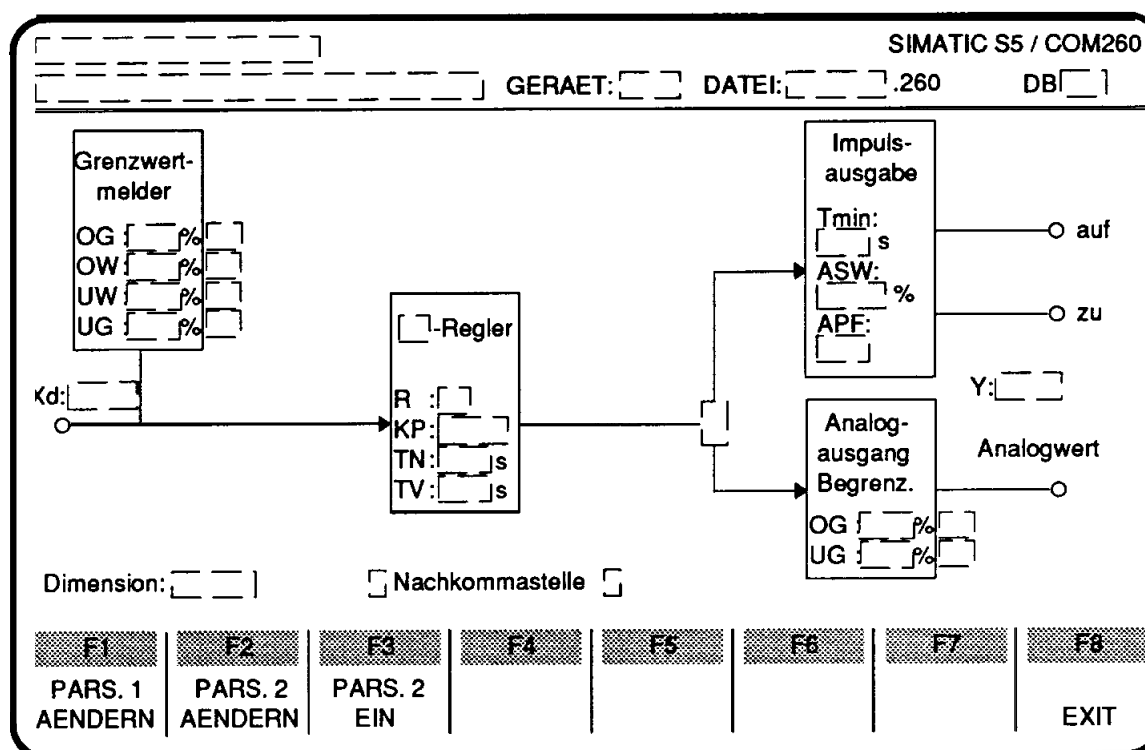 SIMATIC S5 / COM260
GERAET: DATEI: .260 DB
Grenzwert-
melder
OG : %
OW: %
UW : %
UG : %
Xd:
-Regler
R :
KP:
TN: s
TV: s
Impuls-
ausgabe
Tmin:
s
ASW:
%
APF:
auf
zu
Y:
Analog-
ausgang
Begrenz.
OG : %
UG : %
Analogwert
Dimension: Nachkommastelle
F1 F2 F3 F4 F5 F6 F7 F8
PARS. 1 PARS. 2 PARS. 2
AENDERN AENDERN EIN EXIT